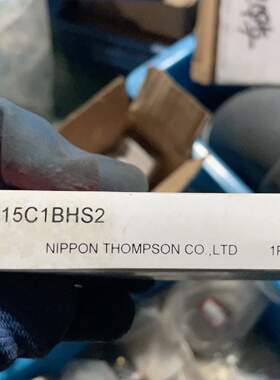 15C1BHS2
NIPPON THOMPSON CO.,LTD